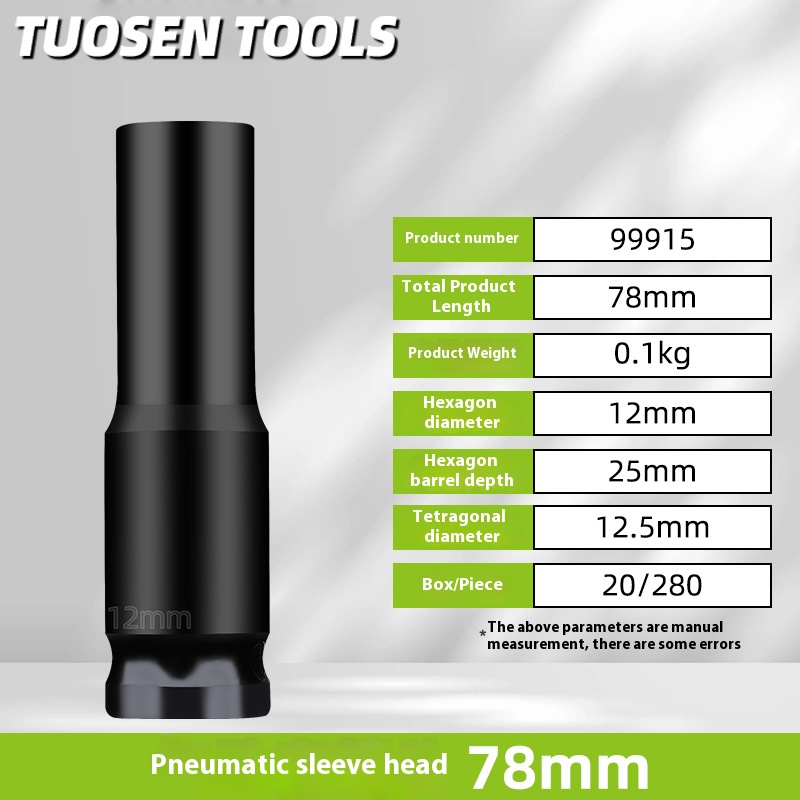 TUOSEN TOOLS
Product number 99915
Total Product
Length
78mm
Product Weight 0.1kg
Hexagon
diameter
12mm
Hexagon
barrel depth
25mm
Tetragonal
diameter
12.5mm
Box/Piece 20/280
*The above parameters are manual
measurement, there are some errors
12mm
Pneumatic sleeve head 78mm